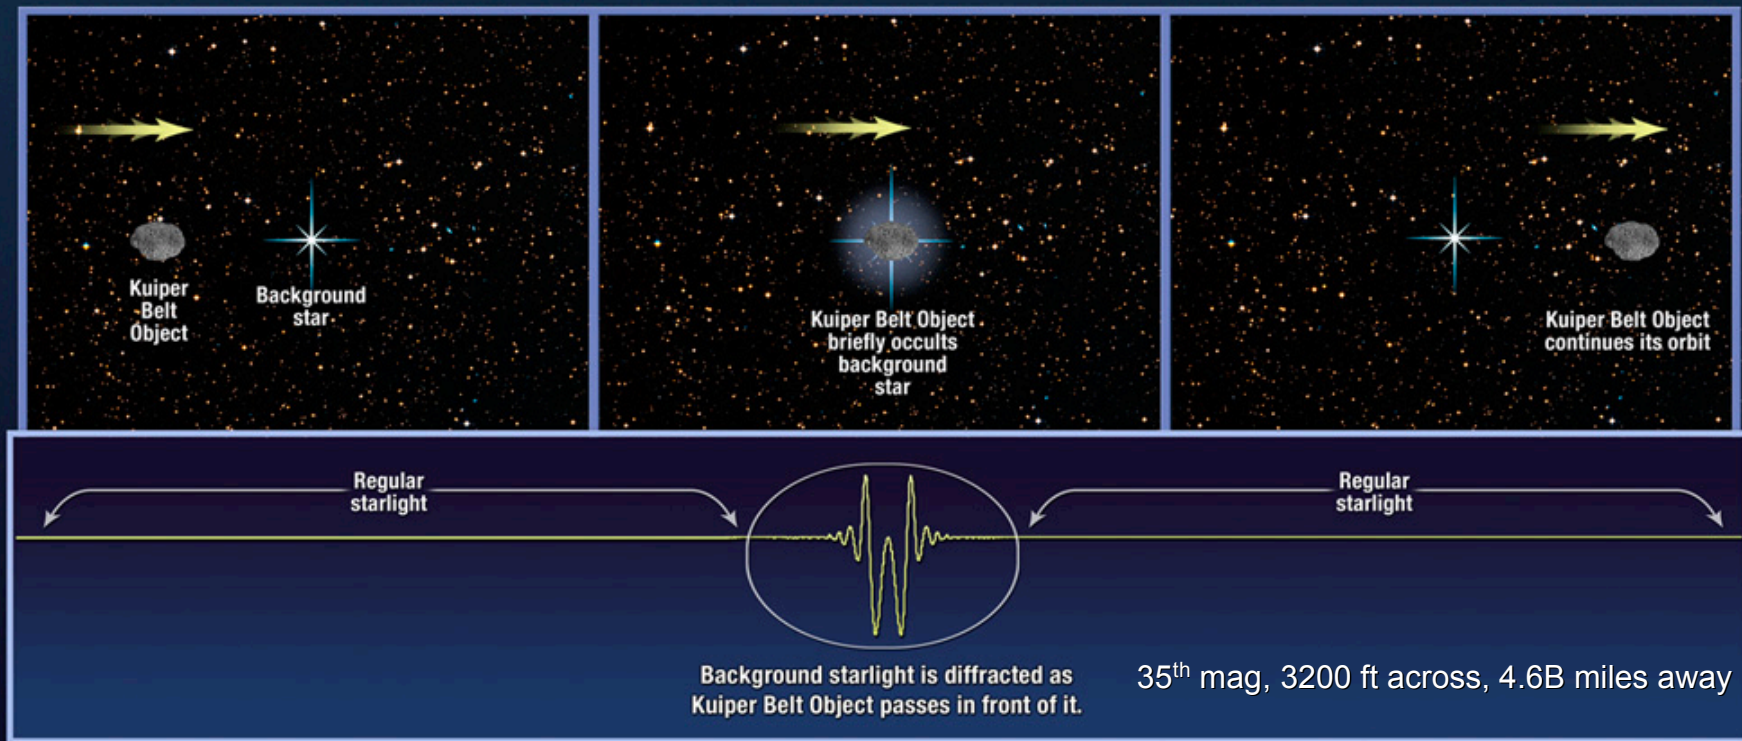 Kuiper
Belt
Object
Background
star
Kuiper Belt Object
briefly occults
background
star
Kuiper Belt Object
continues its orbit
Regular
starlight
Regular
starlight
Background starlight is diffracted as
Kuiper Belt Object passes in front of it.
35th mag, 3200 ft across, 4.6B miles away